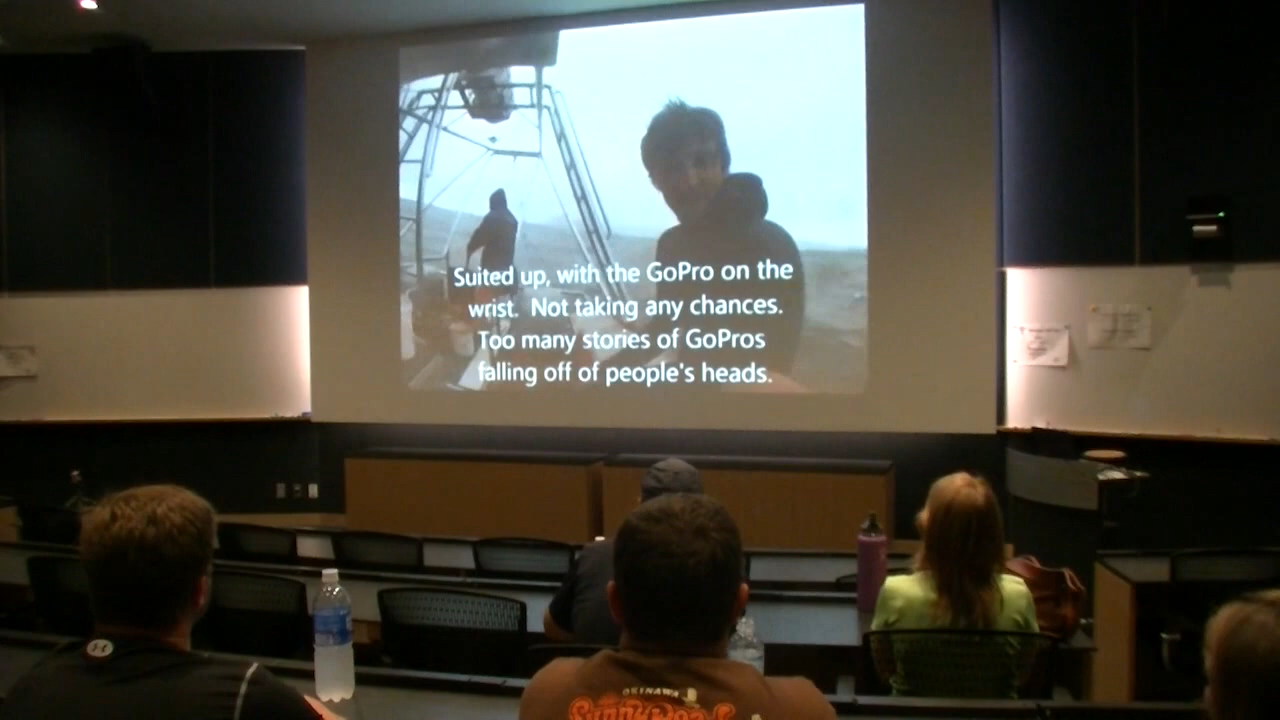 Suited up, with the GoPro on the
wrist.  Not taking any chances.
Too many stories of GoPros
falling off of people's heads.
OKINAWA